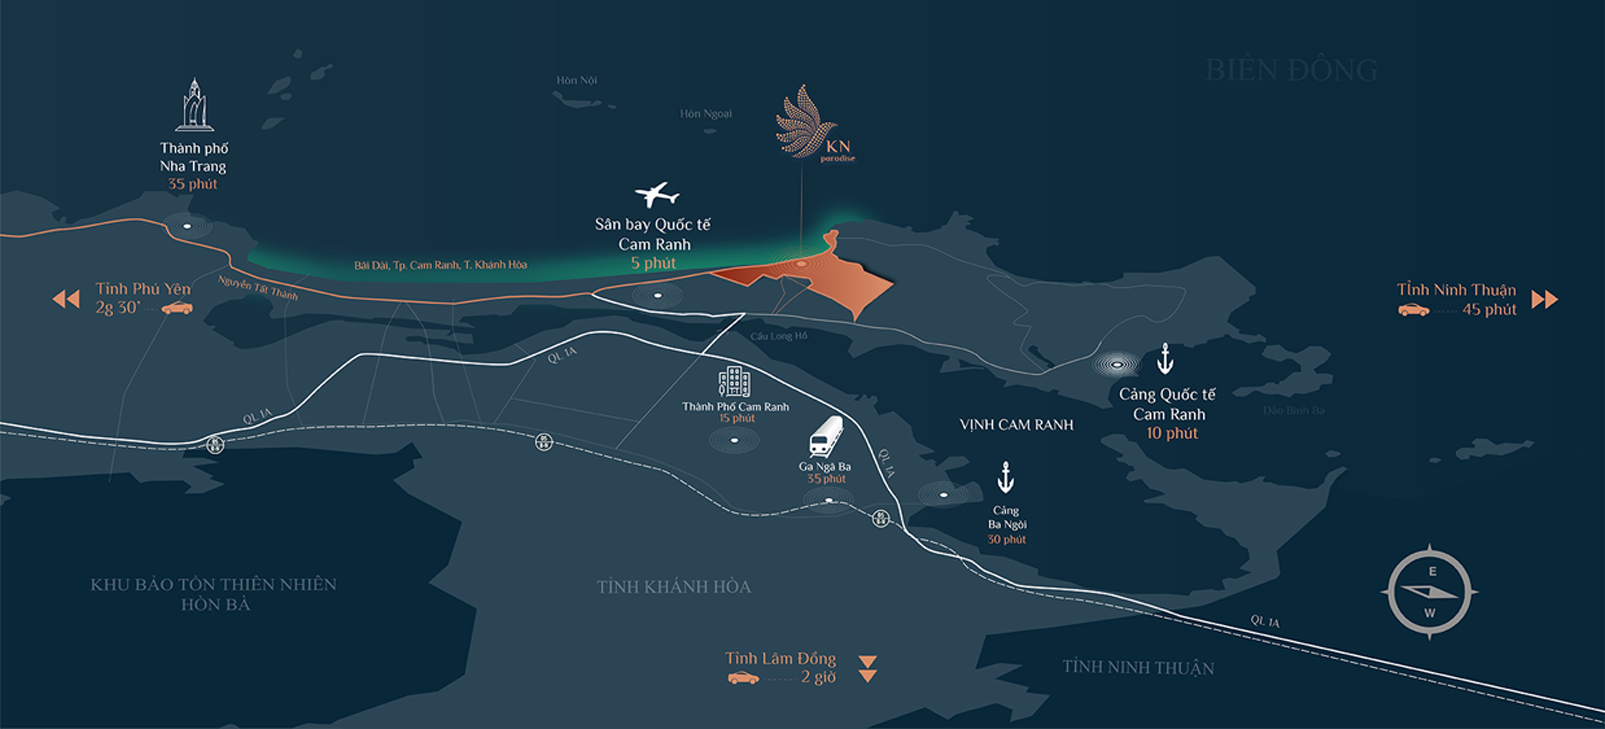 BIỂN ĐÔNG
Hòn Nội
Hòn Ngoại
KN
paradise
Thành phố
Nha Trang
35 phút
Sân bay Quốc tế
Cam Ranh
5 phút
Bãi Dài, Tp. Cam Ranh, T. Khánh Hòa
Nguyễn Tất Thành
Tỉnh Phú Yên
2g 30'
Tỉnh Ninh Thuận
45 phút
Cầu Long Hồ
QL 1A
QL 1A
Thành Phố Cam Ranh
15 phút
Cảng Quốc tế
Cam Ranh
10 phút
Đảo Bình Ba
VỊNH CAM RANH
Ga Ngã Ba
35 phút
QL 1A
Cảng
Ba Ngòi
30 phút
KHU BẢO TỒN THIÊN NHIÊN
HÒN BÀ
TỈNH KHÁNH HÒA
E
W
QL 1A
Tỉnh Lâm Đồng
2 giờ
TỈNH NINH THUẬN